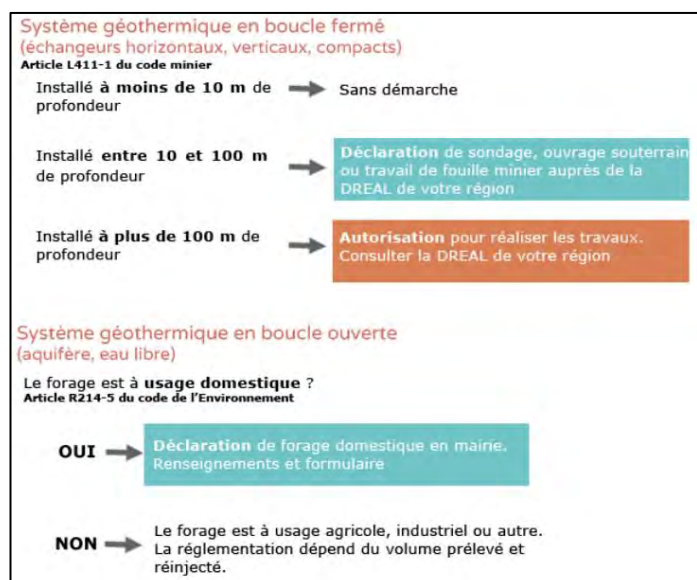 Système géothermique en boucle fermé
(échangeurs horizontaux, verticaux, compacts)
Article L411-1 du code minier
Installé à moins de 10 m de
profondeur
Sans démarche
Installé entre 10 et 100 m
de profondeur
Déclaration de sondage, ouvrage souterrain
ou travail de fouille minier auprès de la
DREAL de votre région
Installé à plus de 100 m de
profondeur
Autorisation pour réaliser les travaux.
Consulter la DREAL de votre région
Système géothermique en boucle ouverte
(aquifère, eau libre)
Le forage est à usage domestique ?
Article R214-5 du code de l'Environnement
OUI
Déclaration de forage domestique en mairie.
Renseignements et formulaire
NON
Le forage est à usage agricole, industriel ou autre.
La réglementation dépend du volume prélevé et
réinjecté.